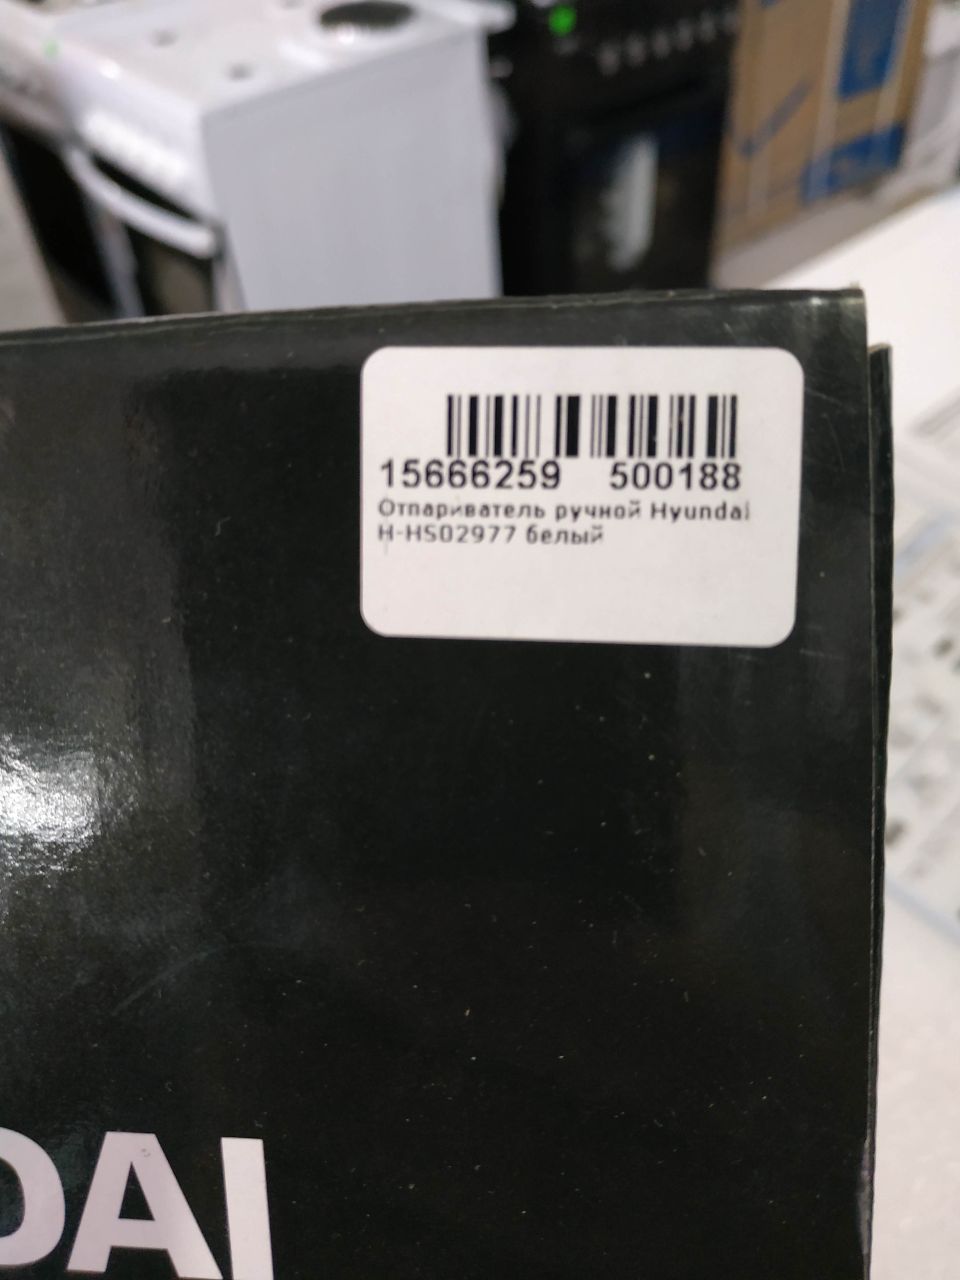 15666259 500188
Отпариватель ручной Hyundai
H-HS02977 белый
DAI